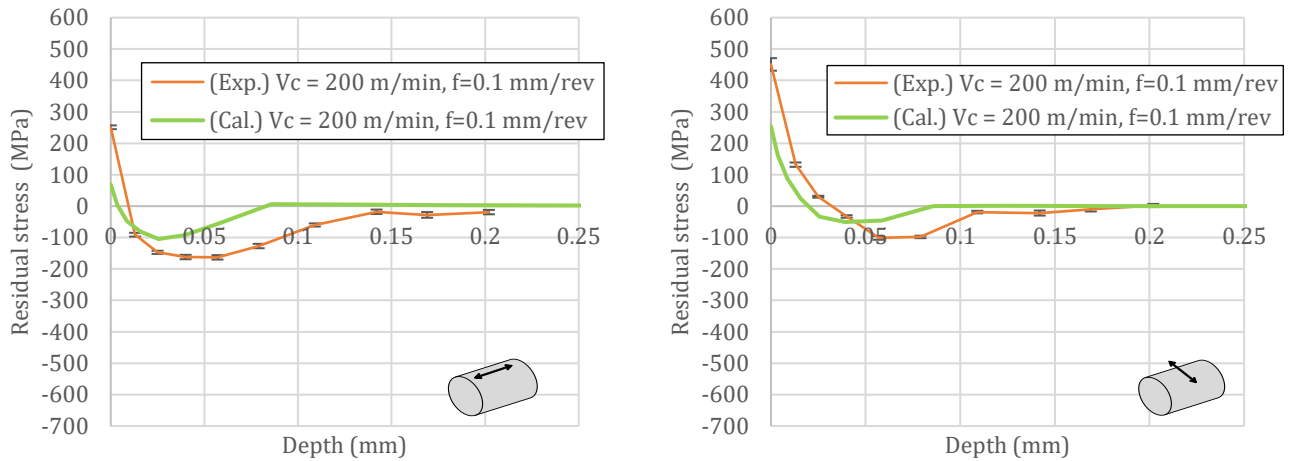 600
500
400
300
200
100
0
-100
-200
-300
-400
-500
-600
-700
Residual stress (MPa)
(Exp.) Vc = 200 m/min, f=0.1 mm/rev
(Cal.) Vc = 200 m/min, f=0.1 mm/rev
0 0.05 0.1 0.15 0.2 0.25
Depth (mm)
600
500
400
300
200
100
0
-100
-200
-300
-400
-500
-600
-700
Residual stress (MPa)
(Exp.) Vc = 200 m/min, f=0.1 mm/rev
(Cal.) Vc = 200 m/min, f=0.1 mm/rev
0 0.05 0.1 0.15 0.2 0.25
Depth (mm)